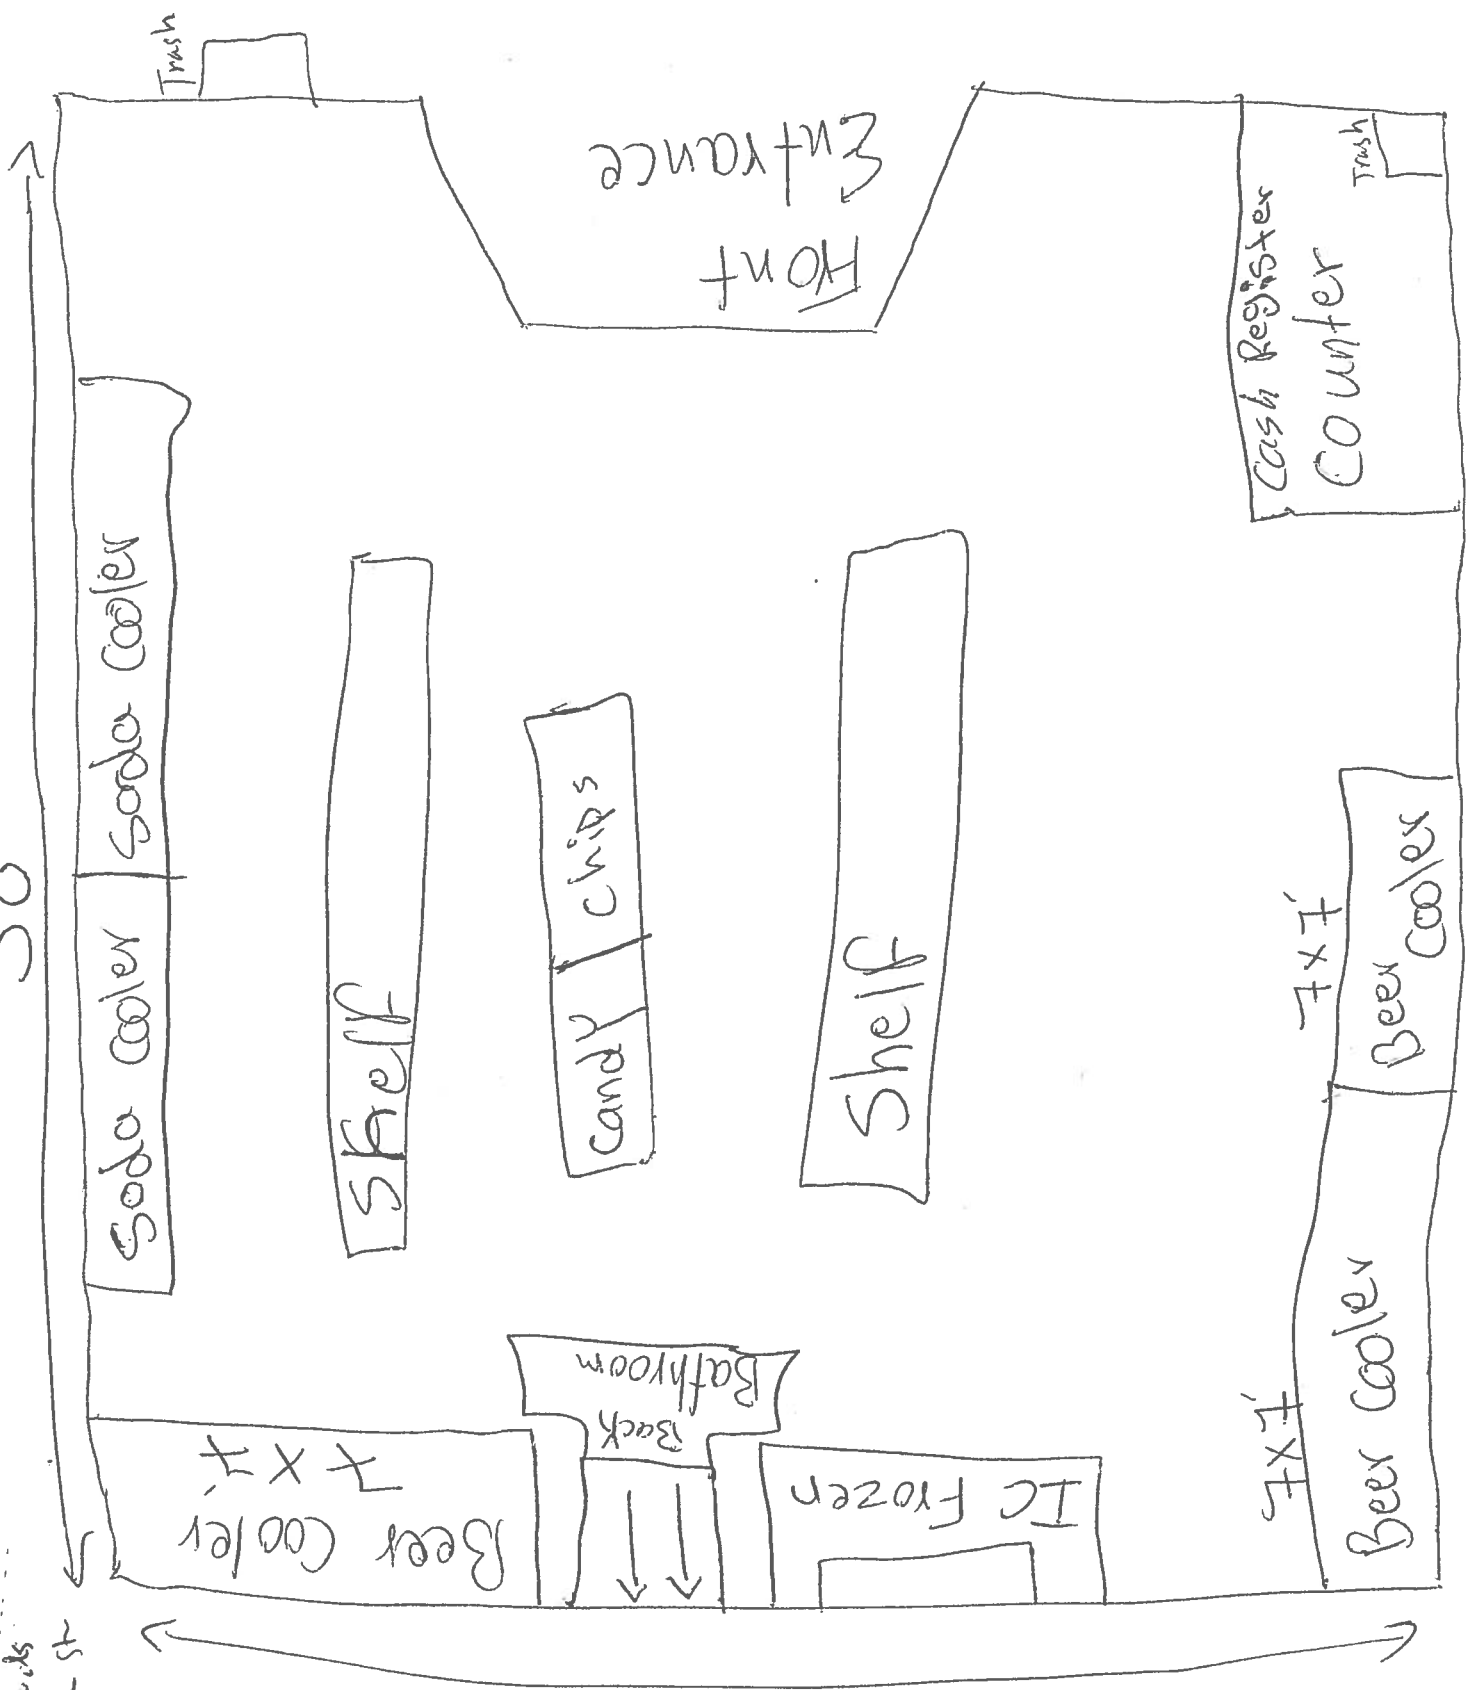 Trash
Front
Entrance
Trash
Cash Register
Counter
Soda Cooler
Soda Cooler
Shelf
Candy
Chips
Shelf
7x7'
Beer
Cooler
7x7'
Beer Cooler
Back
Bathroom
Beer Cooler
7x7'
IC Frozen
st